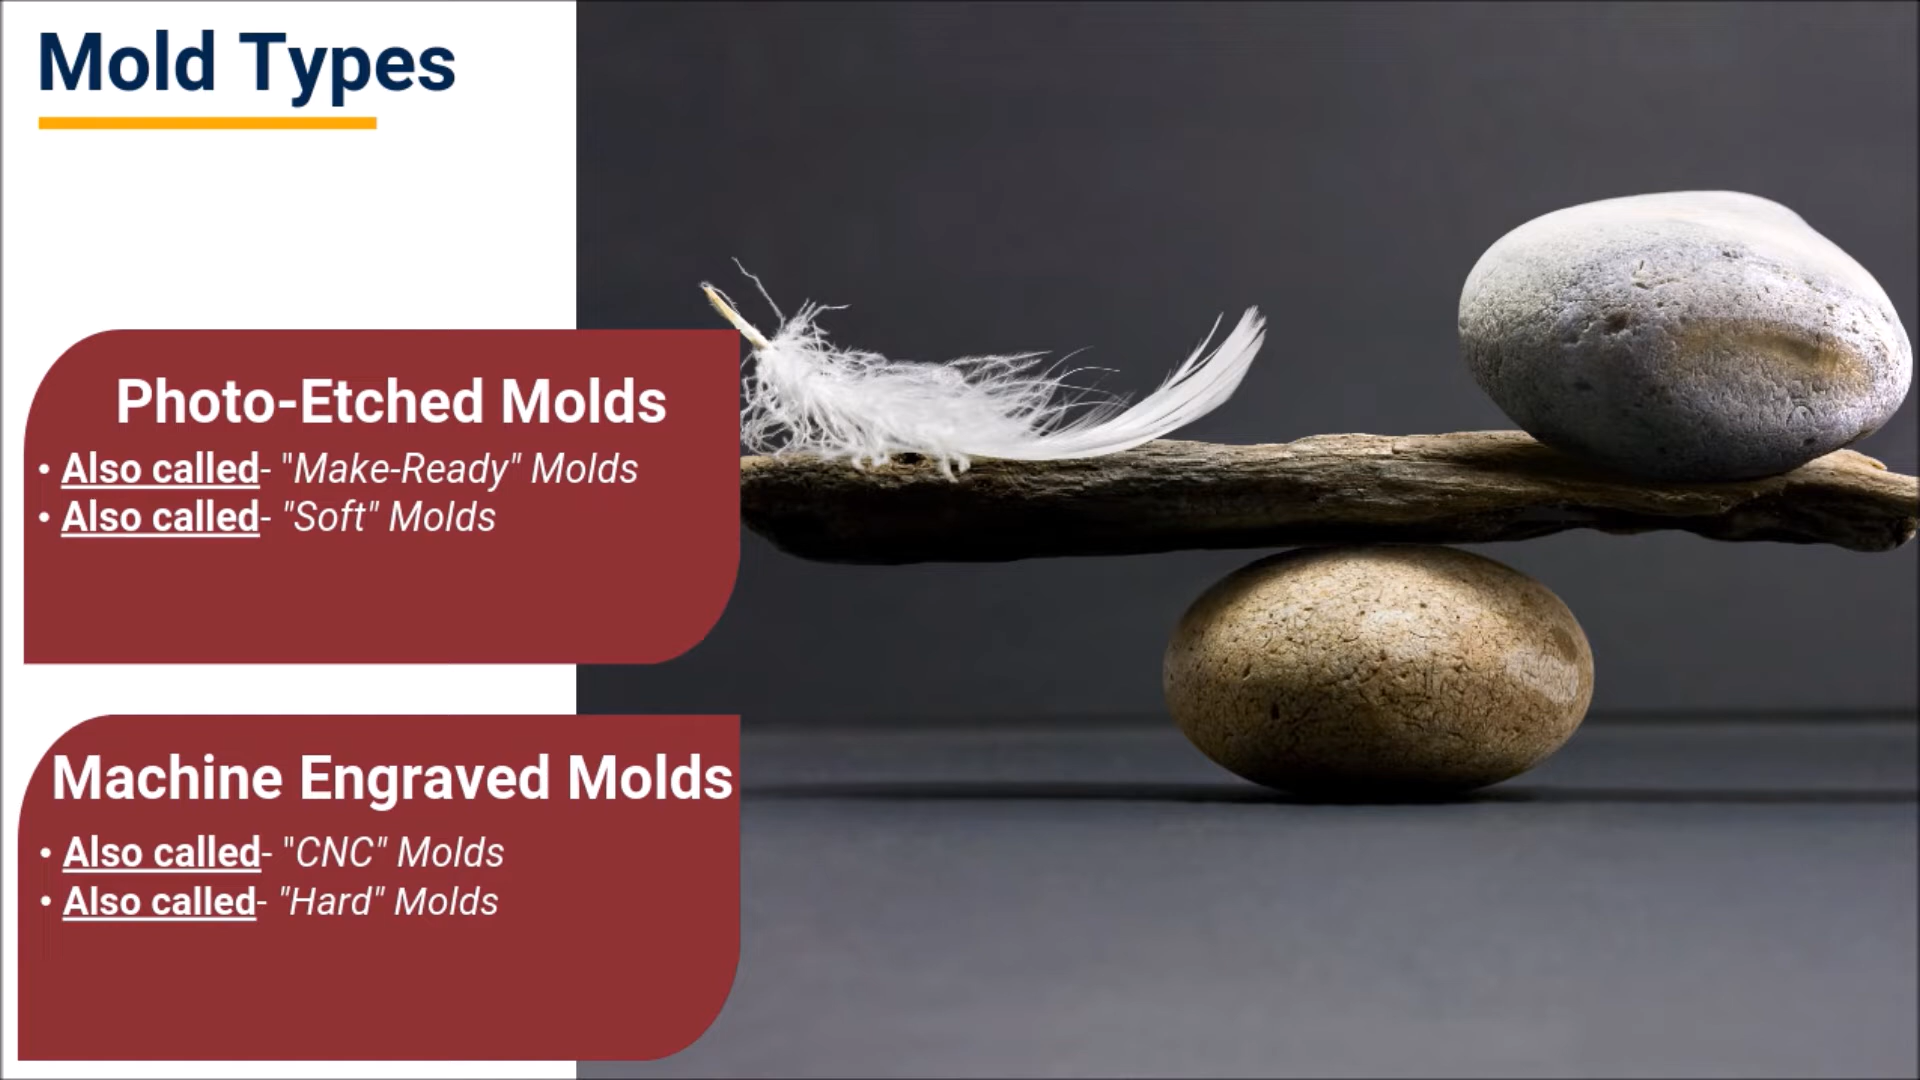 Mold Types
Photo-Etched Molds
• Also called- "Make-Ready" Molds
• Also called- "Soft" Molds
Machine Engraved Molds
• Also called- "CNC" Molds
• Also called- "Hard" Molds